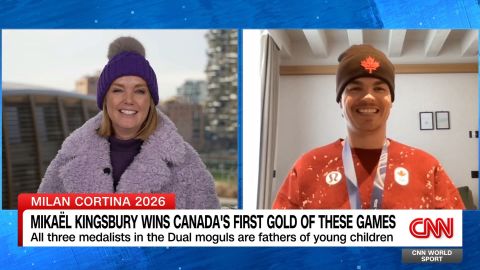 MILAN CORTINA 2026
MIKAËL KINGSBURY WINS CANADA'S FIRST GOLD OF THESE GAMES
All three medalists in the Dual moguls are fathers of young children
CNN
CNN WORLD SPORT